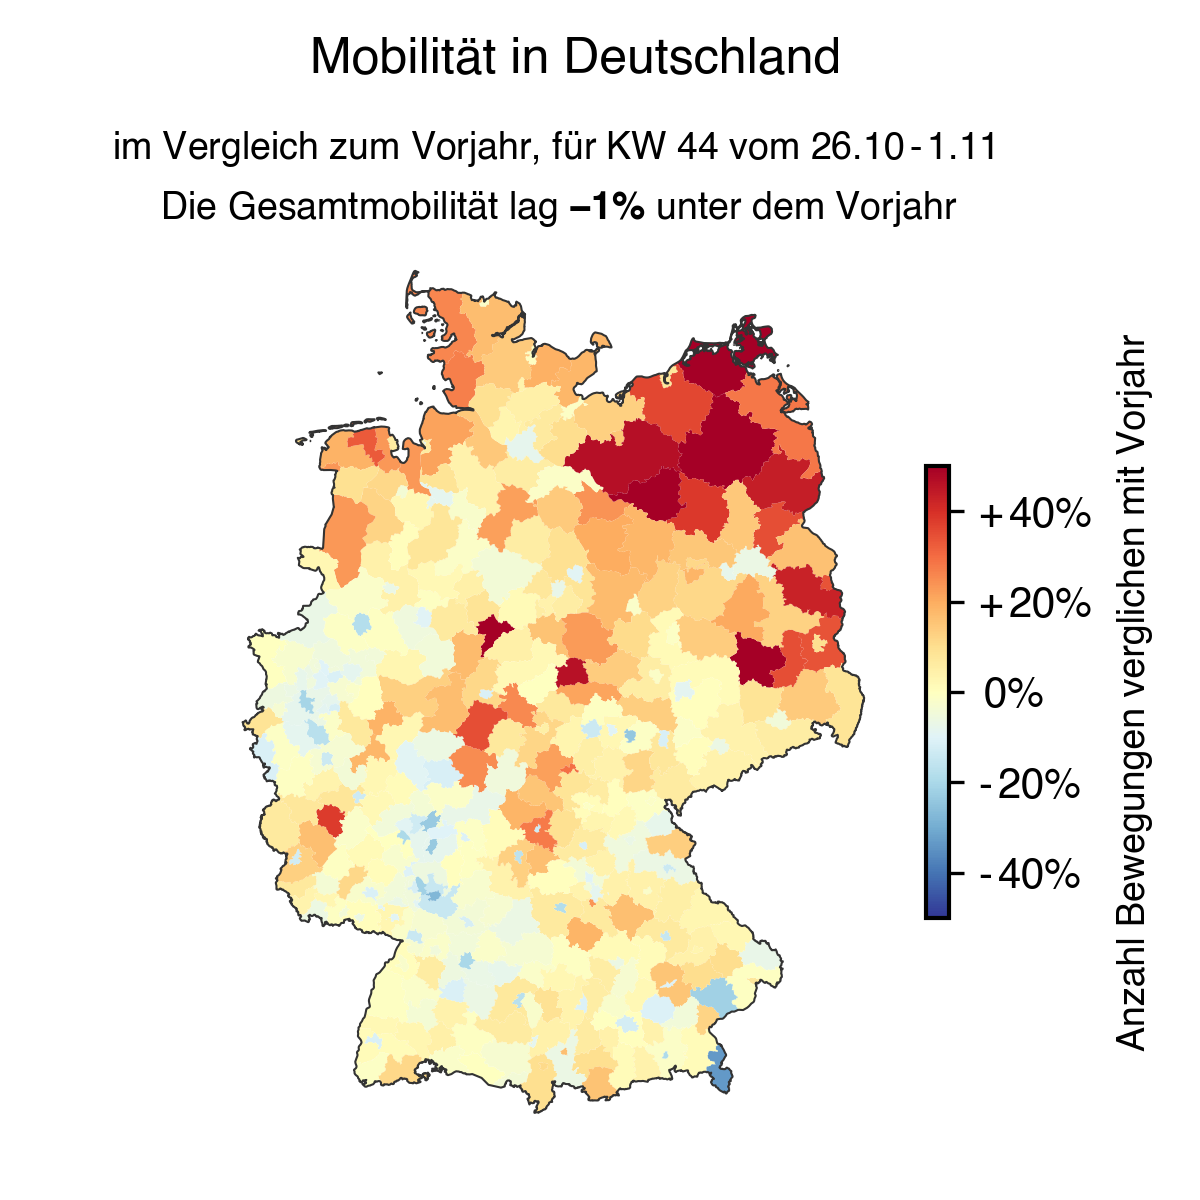 Mobilität in Deutschland
im Vergleich zum Vorjahr, für KW 44 vom 26.10-1.11
Die Gesamtmobilität lag –1% unter dem Vorjahr
+40%
+20%
0%
-20%
-40%
Anzahl Bewegungen verglichen mit Vorjahr